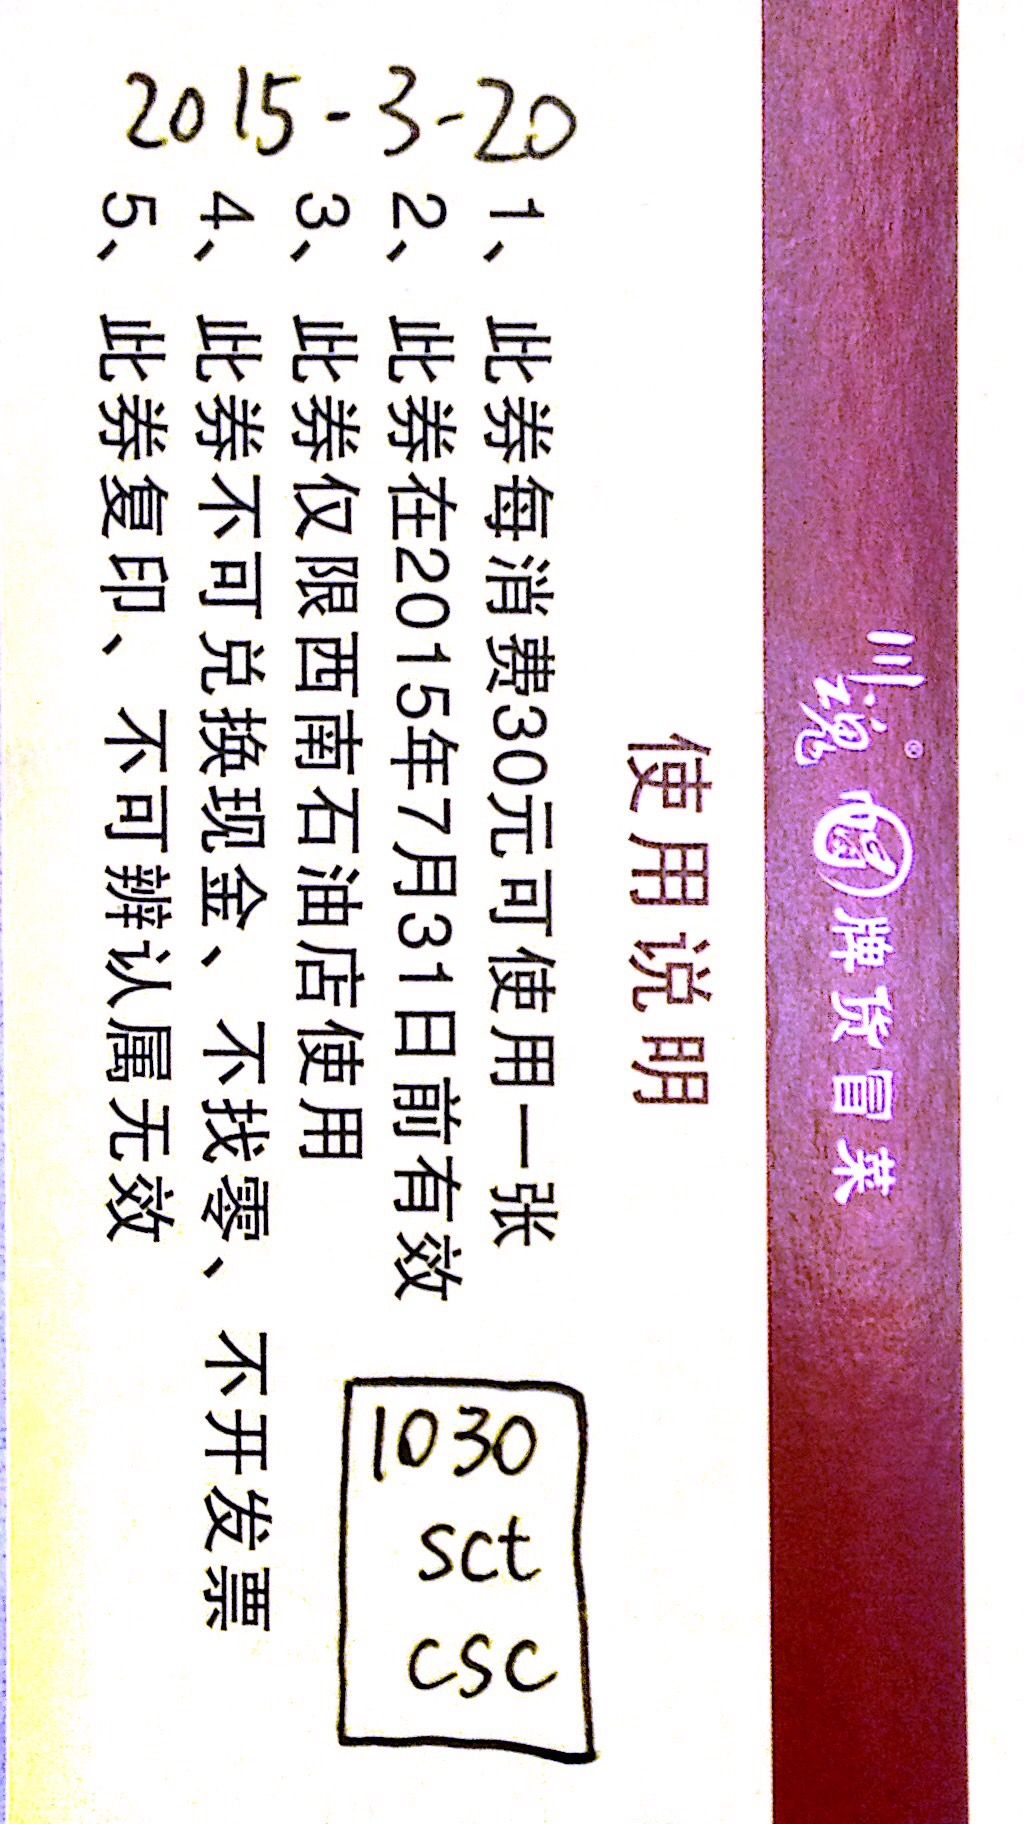 川魂® 冒牌货冒菜
使用说明
1、此券每消费30元可使用一张
2、此券在2015年7月31日前有效
3、此券仅限西南石油店使用
4、此券不可兑换现金、不找零、不开发票
5、此券复印、不可辨认属无效
2015-3-20
1030
sct
csc